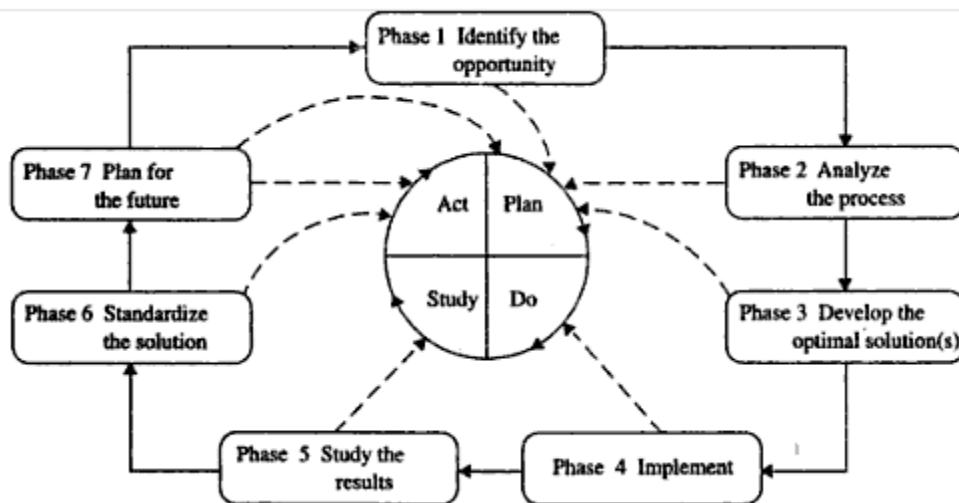 Phase 1 Identify the
opportunity
Phase 2 Analyze
the process
Phase 3 Develop the
optimal solution(s)
Phase 4 Implement
Phase 5 Study the
results
Phase 6 Standardize
the solution
Phase 7 Plan for
the future
Act
Plan
Study
Do